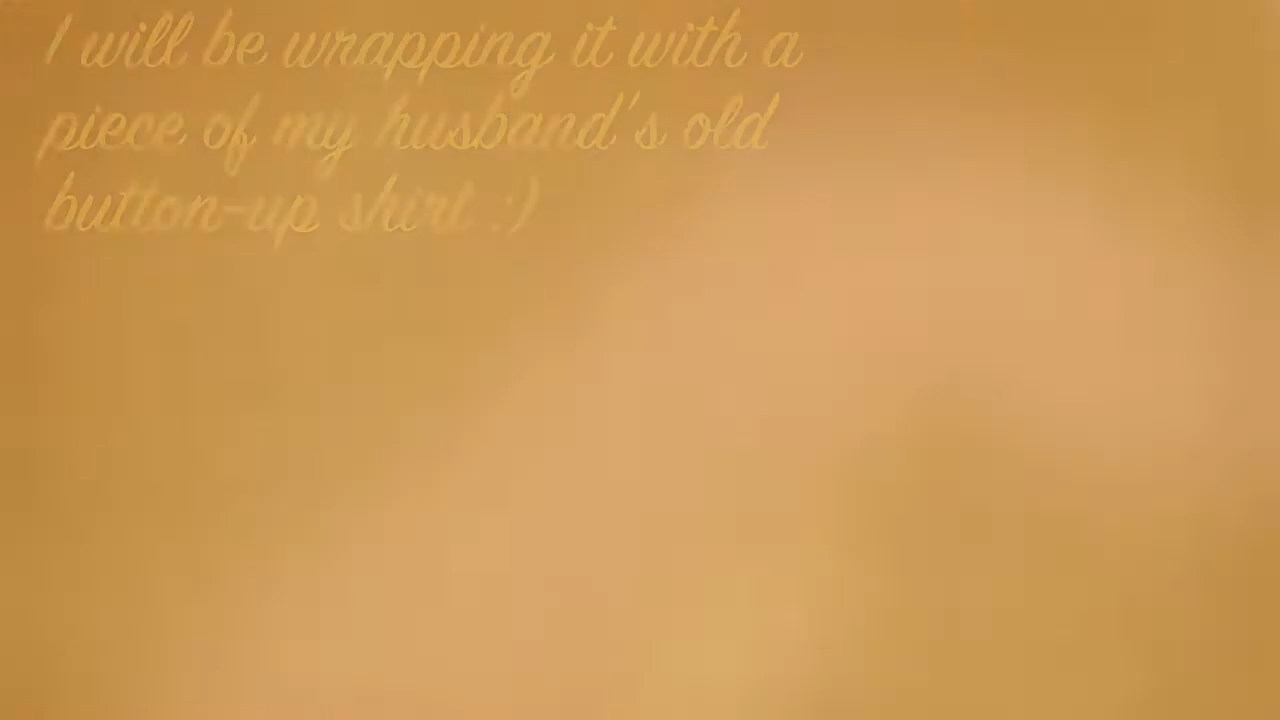 I will be wrapping it with a
piece of my husband's old
button-up shirt :)